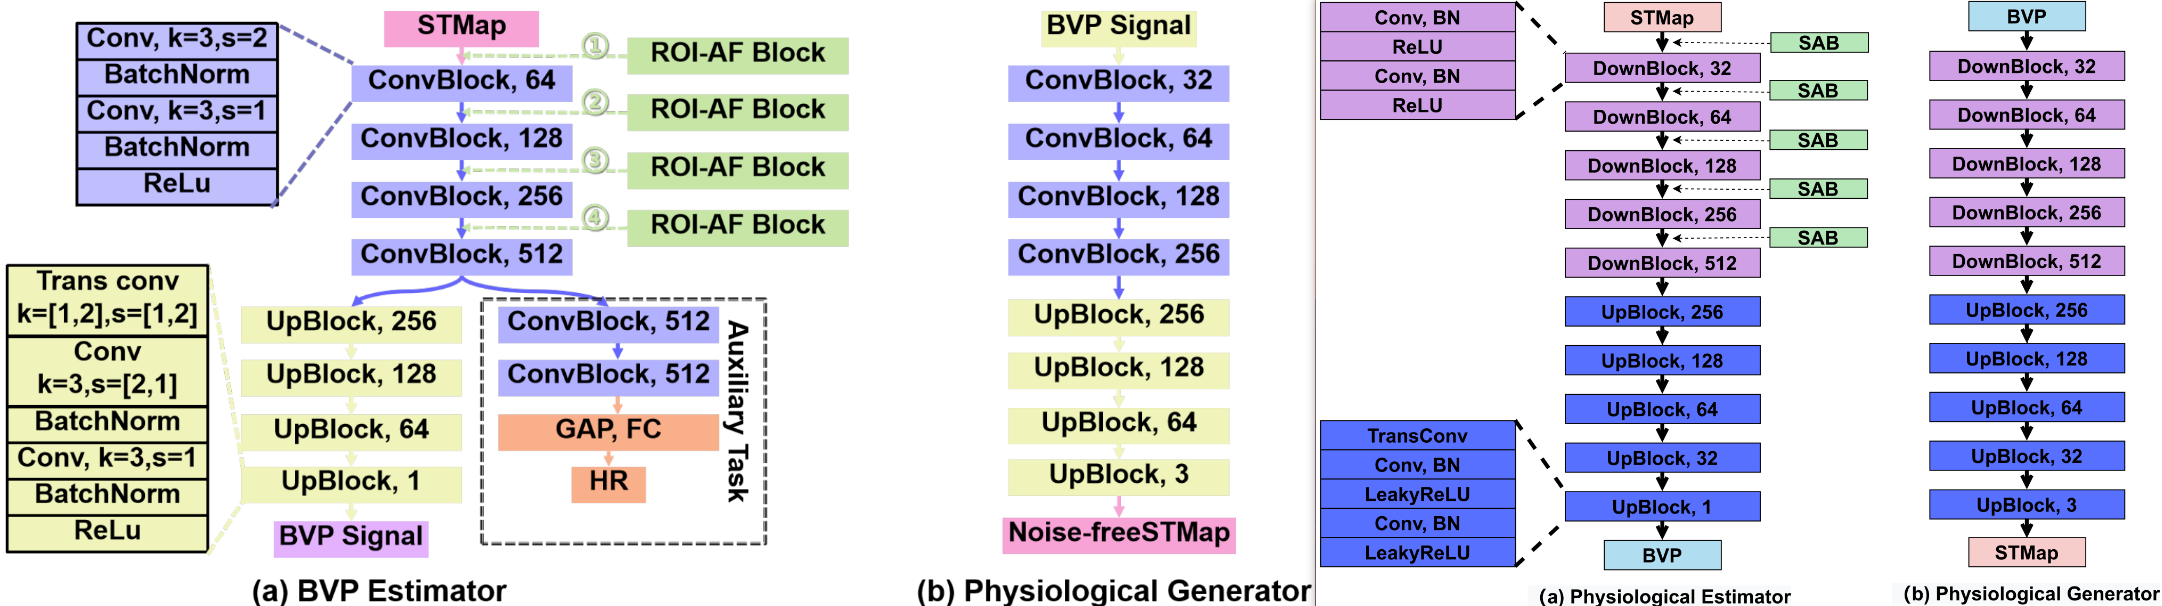 Conv, k=3,s=2
BatchNorm
Conv, k=3,s=1
BatchNorm
ReLu
Trans conv
k=[1,2],s=[1,2]
Conv
k=3,s=[2,1]
BatchNorm
Conv, k=3,s=1
BatchNorm
ReLu
STMap
① ROI-AF Block
ConvBlock, 64
② ROI-AF Block
ConvBlock, 128
③ ROI-AF Block
ConvBlock, 256
④ ROI-AF Block
ConvBlock, 512
UpBlock, 256
UpBlock, 128
UpBlock, 64
UpBlock, 1
BVP Signal
ConvBlock, 512
ConvBlock, 512
GAP, FC
HR
Auxiliary Task
(a) BVP Estimator
BVP Signal
ConvBlock, 32
ConvBlock, 64
ConvBlock, 128
ConvBlock, 256
UpBlock, 256
UpBlock, 128
UpBlock, 64
UpBlock, 3
Noise-freeSTMap
(b) Physiological Generator
Conv, BN
ReLU
Conv, BN
ReLU
TransConv
Conv, BN
LeakyReLU
Conv, BN
LeakyReLU
STMap
SAB
DownBlock, 32
SAB
DownBlock, 64
SAB
DownBlock, 128
SAB
DownBlock, 256
SAB
DownBlock, 512
UpBlock, 256
UpBlock, 128
UpBlock, 64
UpBlock, 32
UpBlock, 1
BVP
(a) Physiological Estimator
BVP
DownBlock, 32
DownBlock, 64
DownBlock, 128
DownBlock, 256
DownBlock, 512
UpBlock, 256
UpBlock, 128
UpBlock, 64
UpBlock, 32
UpBlock, 3
STMap
(b) Physiological Generator